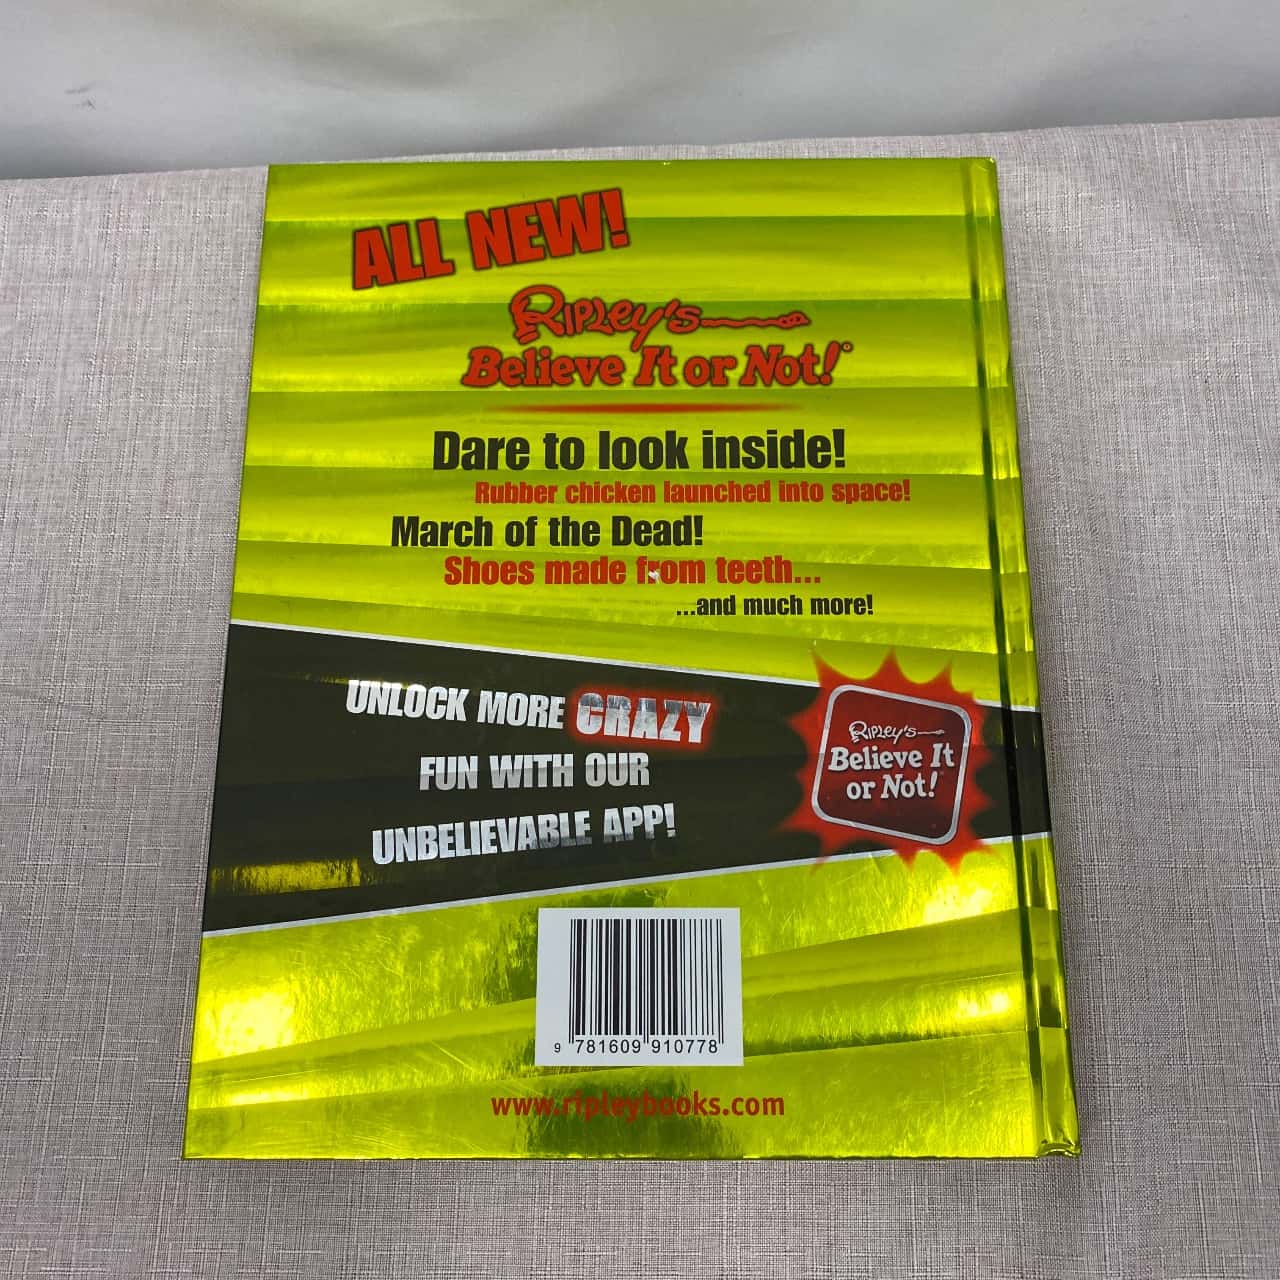 ALL NEW!
Ripley's
Believe It or Not!®
Dare to look inside!
Rubber chicken launched into space!
March of the Dead!
Shoes made from teeth...
...and much more!
UNLOCK MORE CRAZY
FUN WITH OUR
UNBELIEVABLE APP!
Ripley's
Believe It
or Not!
9 781609 910778
www.ripleybooks.com